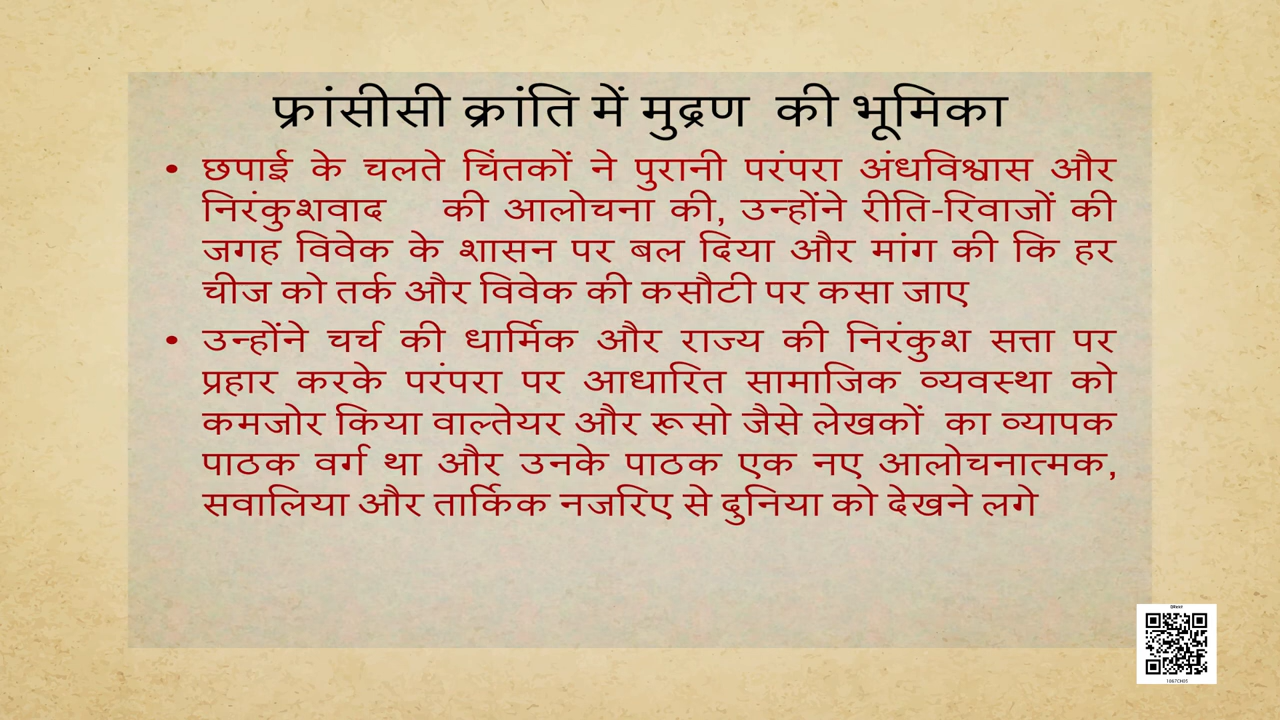 फ्रांसीसी क्रांति में मुद्रण की भूमिका
• छपाई के चलते चिंतकों ने पुरानी परंपरा अंधविश्वास और
निरंकुशवाद की आलोचना की, उन्होंने रीति-रिवाजों की
जगह विवेक के शासन पर बल दिया और मांग की कि हर
चीज को तर्क और विवेक की कसौटी पर कसा जाए
• उन्होंने चर्च की धार्मिक और राज्य की निरंकुश सत्ता पर
प्रहार करके परंपरा पर आधारित सामाजिक व्यवस्था को
कमजोर किया वाल्तेयर और रूसो जैसे लेखकों का व्यापक
पाठक वर्ग था और उनके पाठक एक नए आलोचनात्मक,
सवालिया और तार्किक नजरिए से दुनिया को देखने लगे
1067CH05